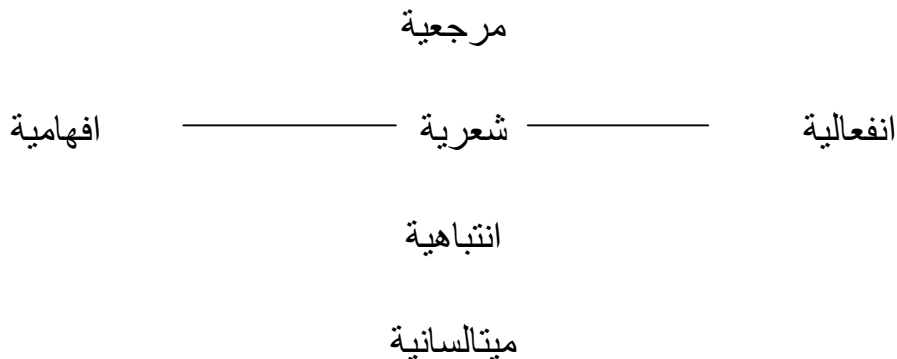 مرجعية
انفعالية شعرية افهامية
انتباهية
ميتالسانية